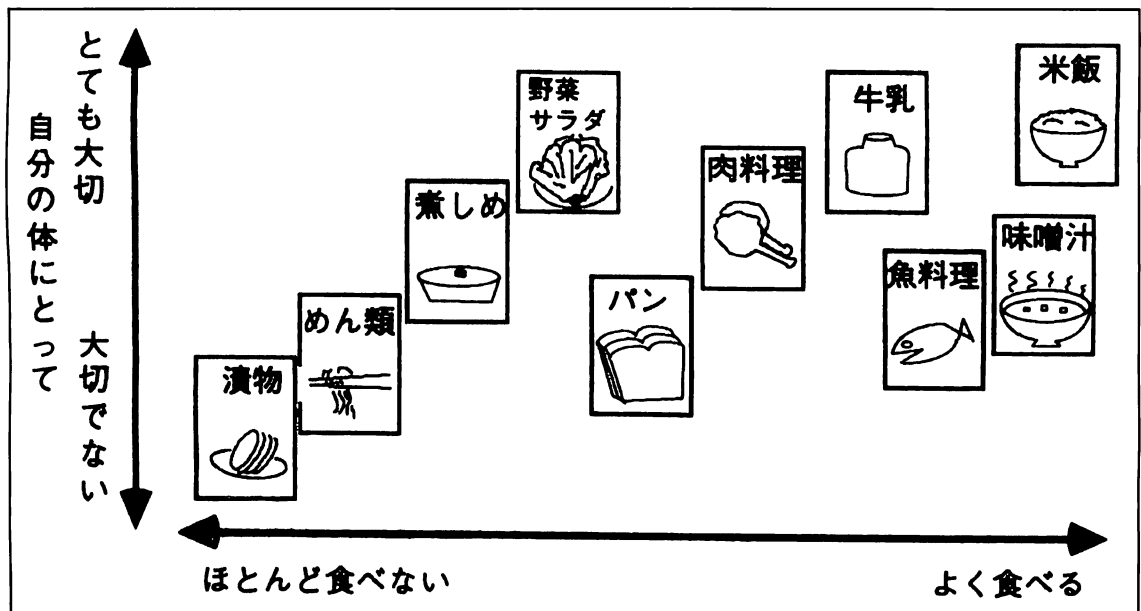 自分の体にとって
とても大切
大切でない
漬物
めん類
煮しめ
野菜
サラダ
パン
肉料理
牛乳
魚料理
味噌汁
米飯
ほとんど食べない
よく食べる